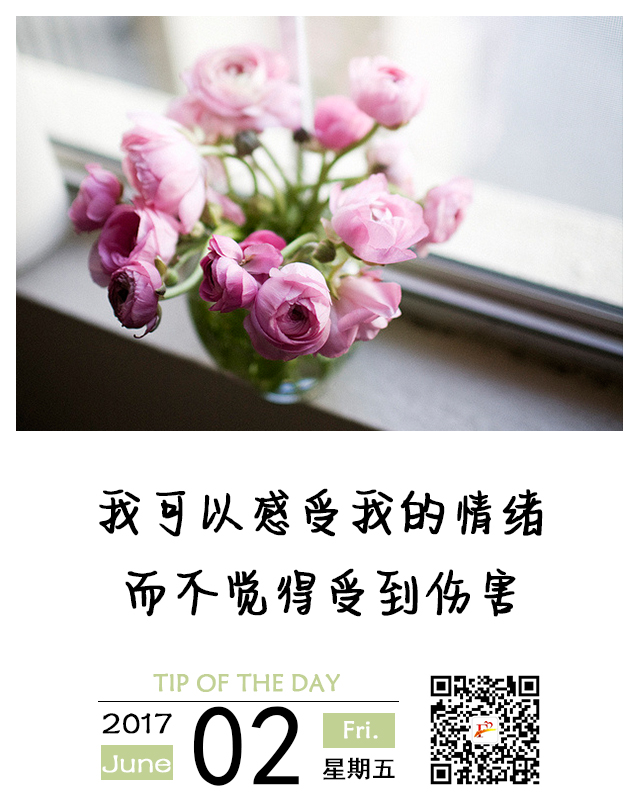 我可以感受我的情绪
而不觉得受到伤害
TIP OF THE DAY
2017
June
02
Fri.
星期五